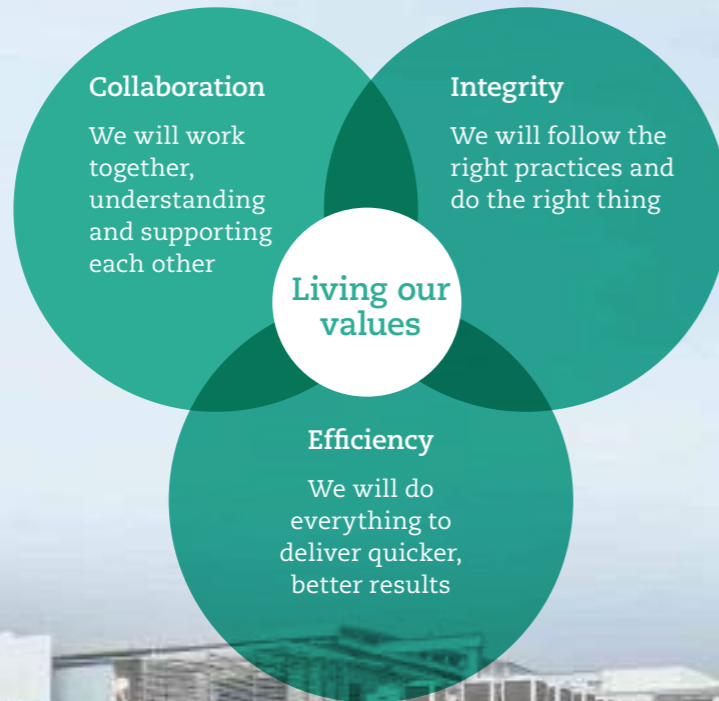 Collaboration
We will work
together,
understanding
and supporting
each other
Integrity
We will follow the
right practices and
do the right thing
Living our
values
Efficiency
We will do
everything to
deliver quicker,
better results